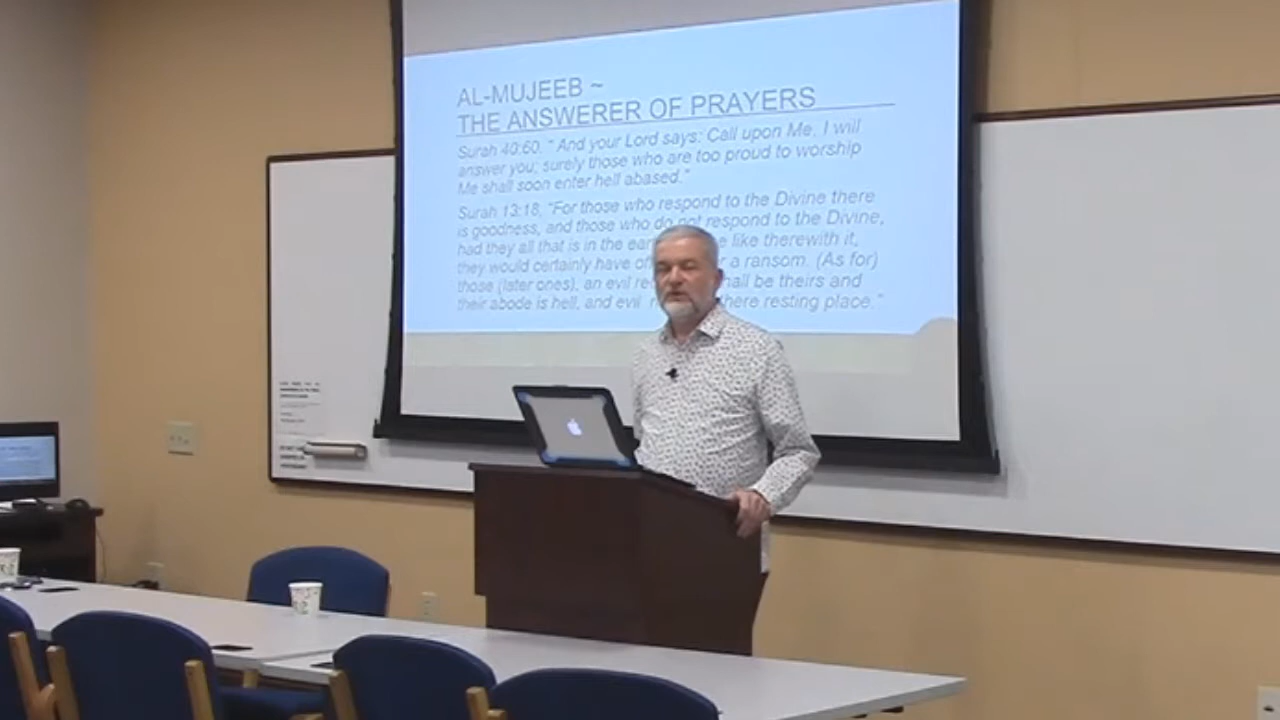 AL-MUJEEB ~
THE ANSWERER OF PRAYERS
Surah 40:60, " And your Lord says: Call upon Me, I will
answer you; surely those who are too proud to worship
Me shall soon enter hell abased."
Surah 13:18, "For those who respond to the Divine there
is goodness, and those who do not respond to the Divine,
had they all that is in the like therewith it,
they would certainly have a ransom. (As for)
those (later ones), an evil shall be theirs and
their abode is hell, and evil resting place."